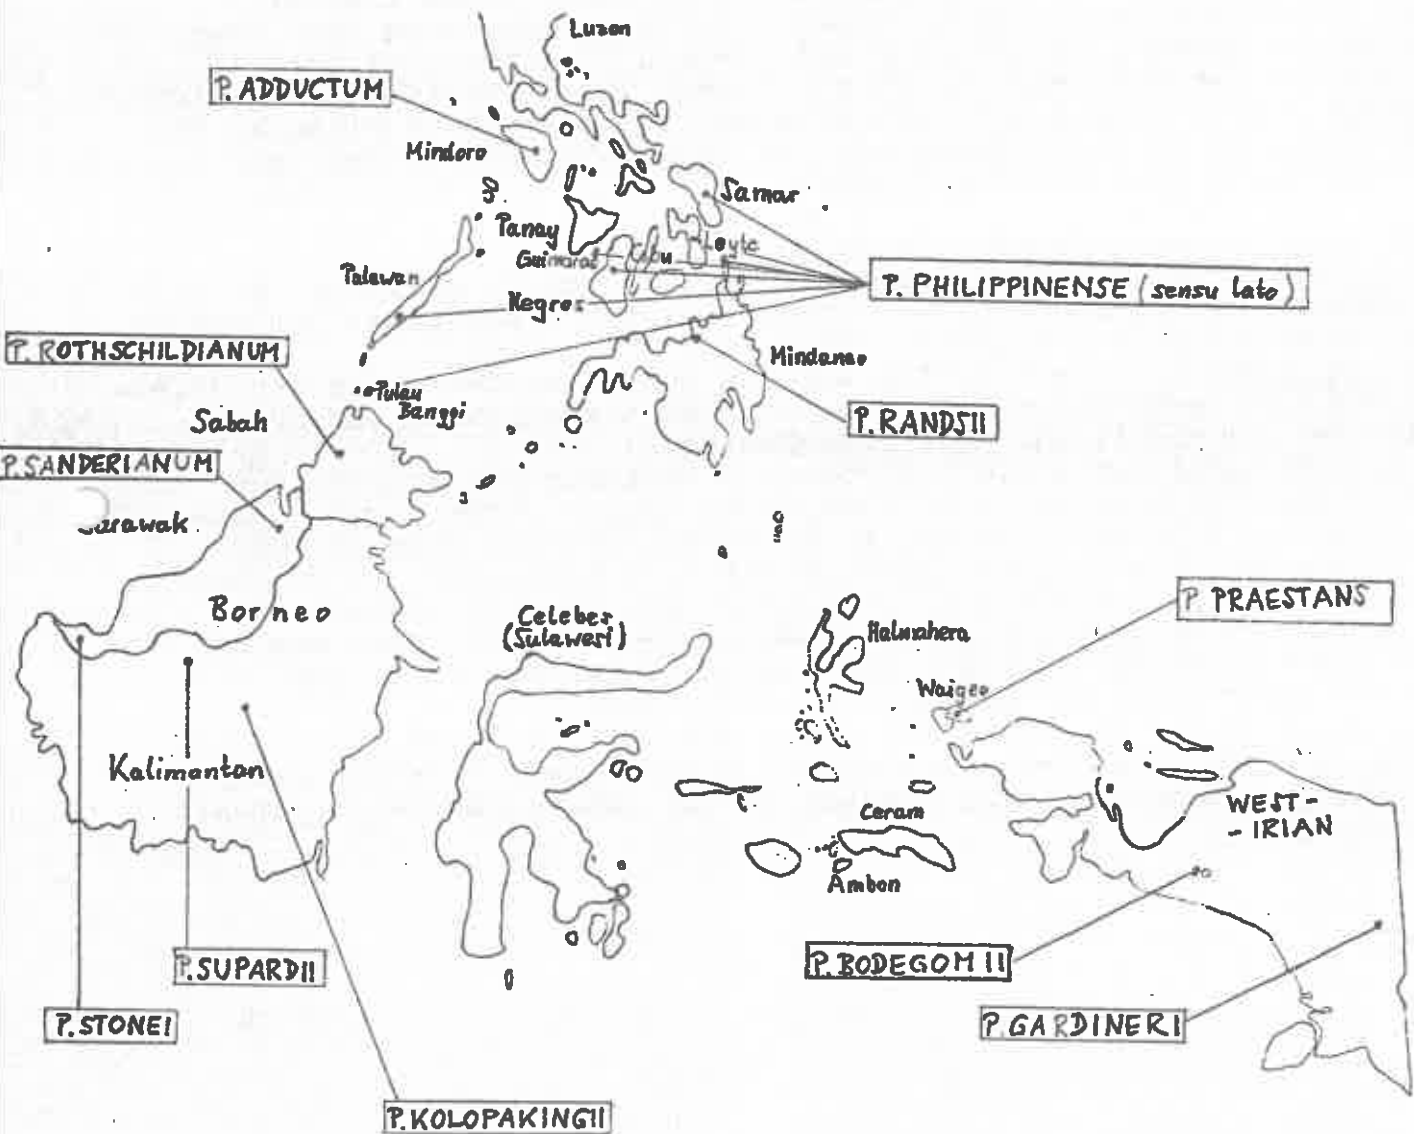 Luzon
P. ADDUCTUM
Mindoro
Samar
Panay
Leyte
Guimaras
Palawan
P. PHILIPPINENSE (sensu lato)
Negros
P. ROTHSCHILDIANUM
Mindanao
Pulau
Banggi
Sabah
P. RANDSII
P. SANDERIANUM
Sarawak
P PRAESTANS
Borneo
Celebes
(Sulawesi)
Halmahera
Waigeo
Kalimantan
WEST-
-IRIAN
Ceram
Ambon
P. SUPARDII
P. BODEGOMII
P. STONEI
P. GARDINERI
P. KOLOPAKINGII